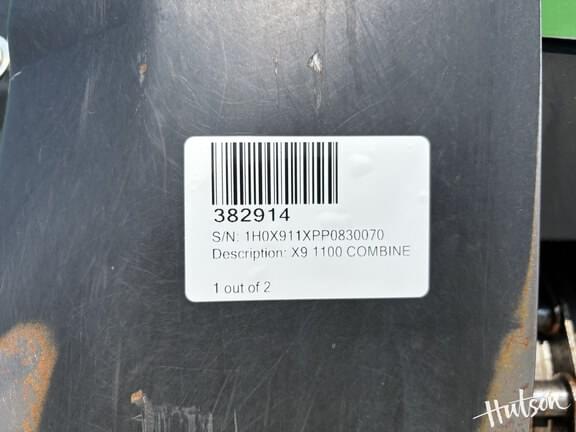 382914
S/N: 1H0X911XPP0830070
Description: X9 1100 COMBINE
1 out of 2
Hutson